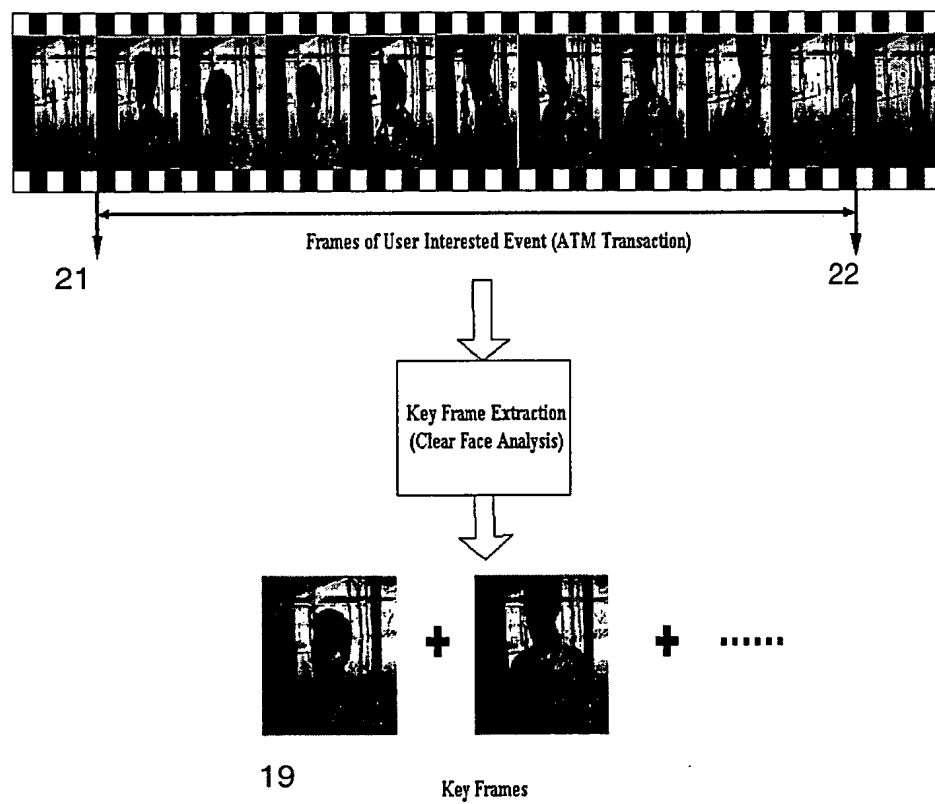 Frames of User Interested Event (ATM Transaction)
21
22
Key Frame Extraction
(Clear Face Analysis)
19
Key Frames